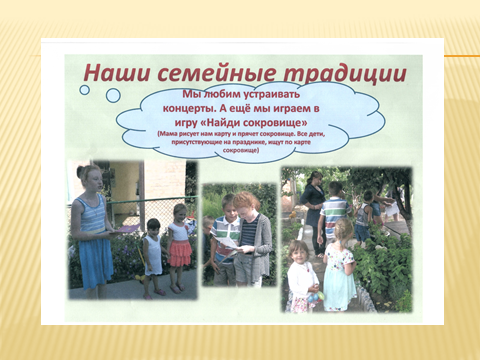 Наши семейные традиции
Мы любим устраивать
концерты. А ещё мы играем в
игру «Найди сокровище»
(Мама рисует нам карту и прячет сокровище. Все дети,
присутствующие на празднике, ищут по карте
сокровище)